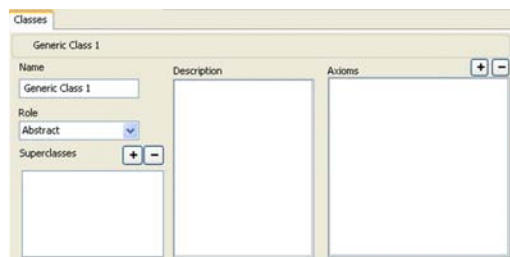 Classes
Generic Class 1
Name
Description
Axioms
+ -
Generic Class 1
Role
Abstract
Superclasses
+ -